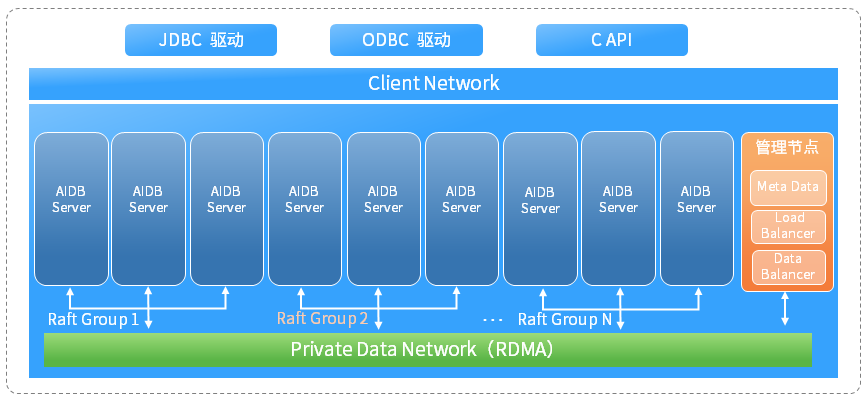 JDBC 驱动
ODBC 驱动
C API
Client Network
AIDB
Server
AIDB
Server
AIDB
Server
AIDB
Server
AIDB
Server
AIDB
Server
AIDB
Server
AIDB
Server
AIDB
Server
管理节点
Meta Data
Load
Balancer
Data
Balancer
Raft Group 1
Raft Group 2
...
Raft Group N
Private Data Network（RDMA）